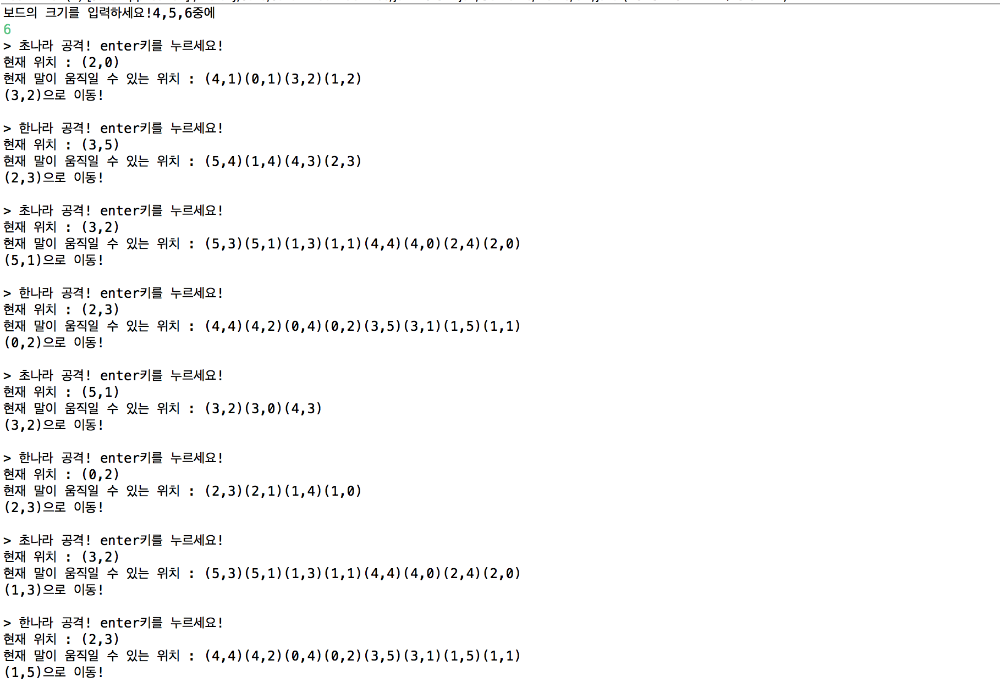 보드의 크기를 입력하세요!4,5,6중에
6
> 초나라 공격! enter키를 누르세요!
현재 위치 : (2,0)
현재 말이 움직일 수 있는 위치 : (4,1)(0,1)(3,2)(1,2)
(3,2)으로 이동!
> 한나라 공격! enter키를 누르세요!
현재 위치 : (3,5)
현재 말이 움직일 수 있는 위치 : (5,4)(1,4)(4,3)(2,3)
(2,3)으로 이동!
> 초나라 공격! enter키를 누르세요!
현재 위치 : (3,2)
현재 말이 움직일 수 있는 위치 : (5,3)(5,1)(1,3)(1,1)(4,4)(4,0)(2,4)(2,0)
(5,1)으로 이동!
> 한나라 공격! enter키를 누르세요!
현재 위치 : (2,3)
현재 말이 움직일 수 있는 위치 : (4,4)(4,2)(0,4)(0,2)(3,5)(3,1)(1,5)(1,1)
(0,2)으로 이동!
> 초나라 공격! enter키를 누르세요!
현재 위치 : (5,1)
현재 말이 움직일 수 있는 위치 : (3,2)(3,0)(4,3)
(3,2)으로 이동!
> 한나라 공격! enter키를 누르세요!
현재 위치 : (0,2)
현재 말이 움직일 수 있는 위치 : (2,3)(2,1)(1,4)(1,0)
(2,3)으로 이동!
> 초나라 공격! enter키를 누르세요!
현재 위치 : (3,2)
현재 말이 움직일 수 있는 위치 : (5,3)(5,1)(1,3)(1,1)(4,4)(4,0)(2,4)(2,0)
(1,3)으로 이동!
> 한나라 공격! enter키를 누르세요!
현재 위치 : (2,3)
현재 말이 움직일 수 있는 위치 : (4,4)(4,2)(0,4)(0,2)(3,5)(3,1)(1,5)(1,1)
(1,5)으로 이동!